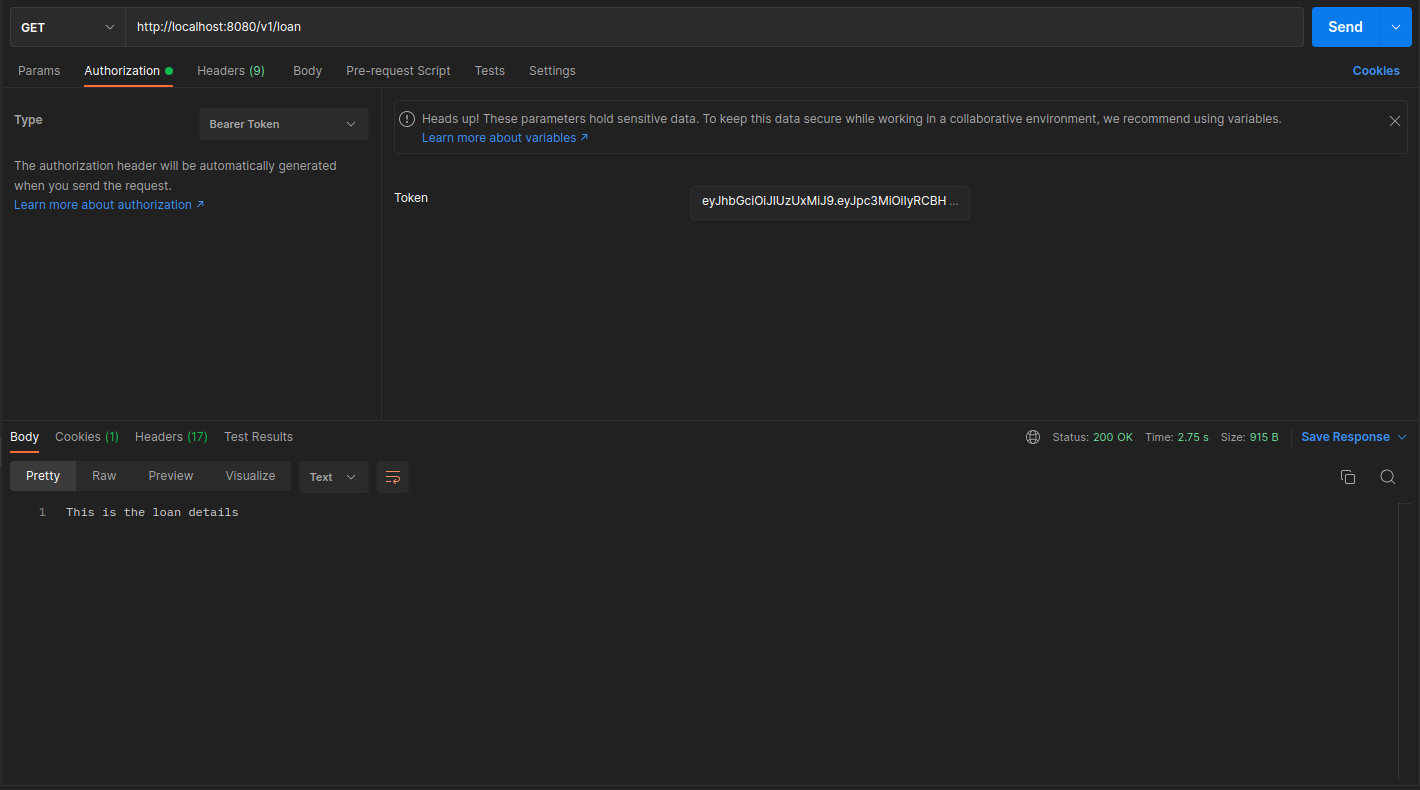 GET
http://localhost:8080/v1/loan
Send
Params Authorization Headers (9) Body Pre-request Script Tests Settings Cookies
Type
Bearer Token
The authorization header will be automatically generated
when you send the request.
Learn more about authorization ↗
Heads up! These parameters hold sensitive data. To keep this data secure while working in a collaborative environment, we recommend using variables.
Learn more about variables ↗
Token
eyJhbGciOiJIUzUxMiJ9.eyJpc3MiOiIyRCBH ...
Body Cookies (1) Headers (17) Test Results
Status: 200 OK Time: 2.75 s Size: 915 B Save Response
Pretty Raw Preview Visualize Text
1 This is the loan details